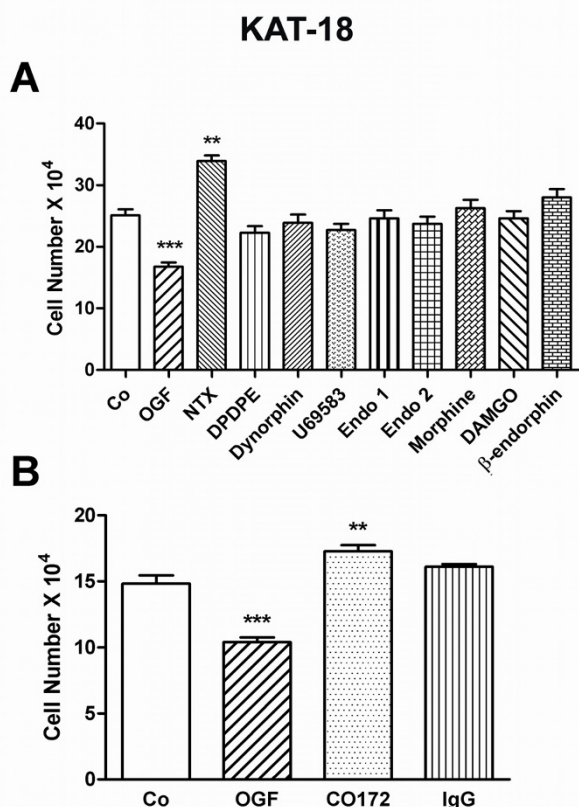 KAT-18
A
Cell Number X 10⁴
40
30
20
10
0
***
**
Co
OGF
NTX
DPDPE
Dynorphin
U69583
Endo 1
Endo 2
Morphine
DAMGO
β-endorphin
B
Cell Number X 10⁴
20
15
10
5
0
***
**
Co
OGF
CO172
IgG